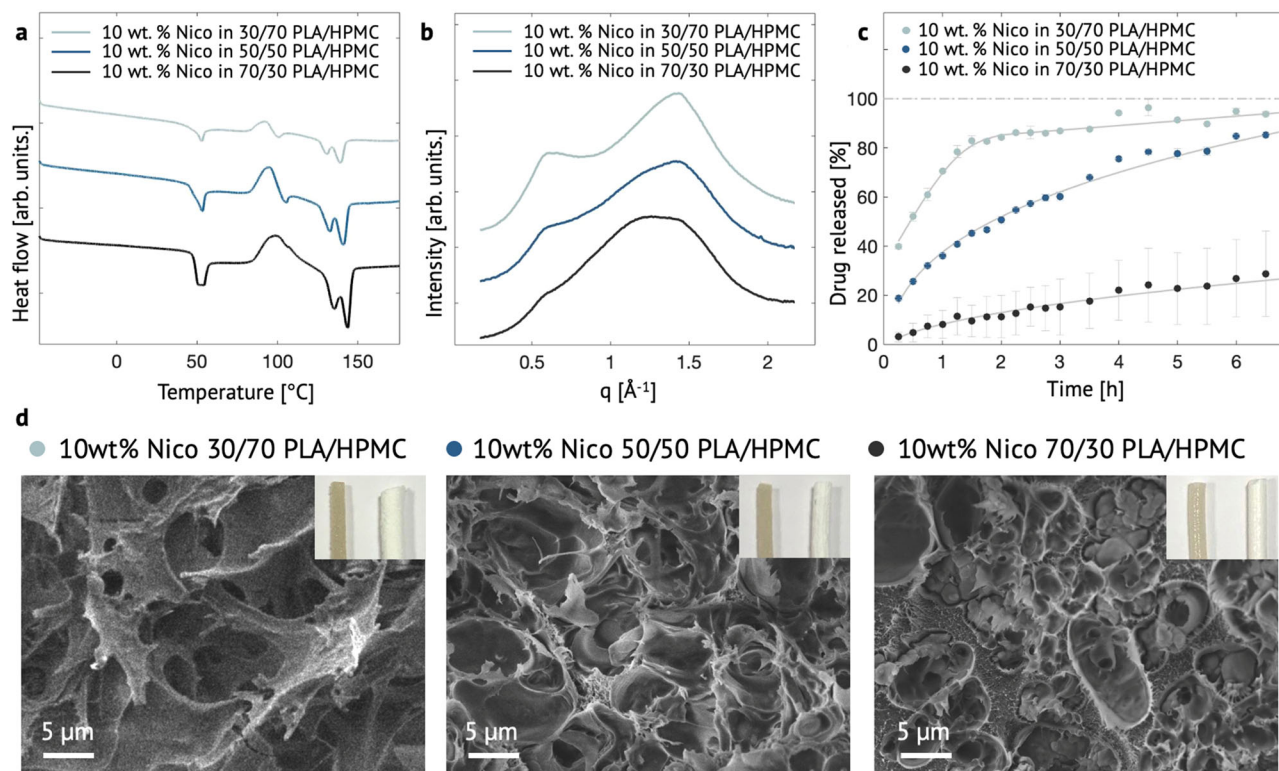 a
10 wt. % Nico in 30/70 PLA/HPMC
10 wt. % Nico in 50/50 PLA/HPMC
10 wt. % Nico in 70/30 PLA/HPMC
Heat flow [arb. units.]
0 50 100 150
Temperature [°C]
b
10 wt. % Nico in 30/70 PLA/HPMC
10 wt. % Nico in 50/50 PLA/HPMC
10 wt. % Nico in 70/30 PLA/HPMC
Intensity [arb. units.]
0.5 1 1.5 2
q [Å-1]
c
10 wt. % Nico in 30/70 PLA/HPMC
10 wt. % Nico in 50/50 PLA/HPMC
10 wt. % Nico in 70/30 PLA/HPMC
Drug released [%]
100
80
60
40
20
0
0 1 2 3 4 5 6
Time [h]
d
10wt% Nico 30/70 PLA/HPMC
10wt% Nico 50/50 PLA/HPMC
10wt% Nico 70/30 PLA/HPMC
5 µm
5 µm
5 µm